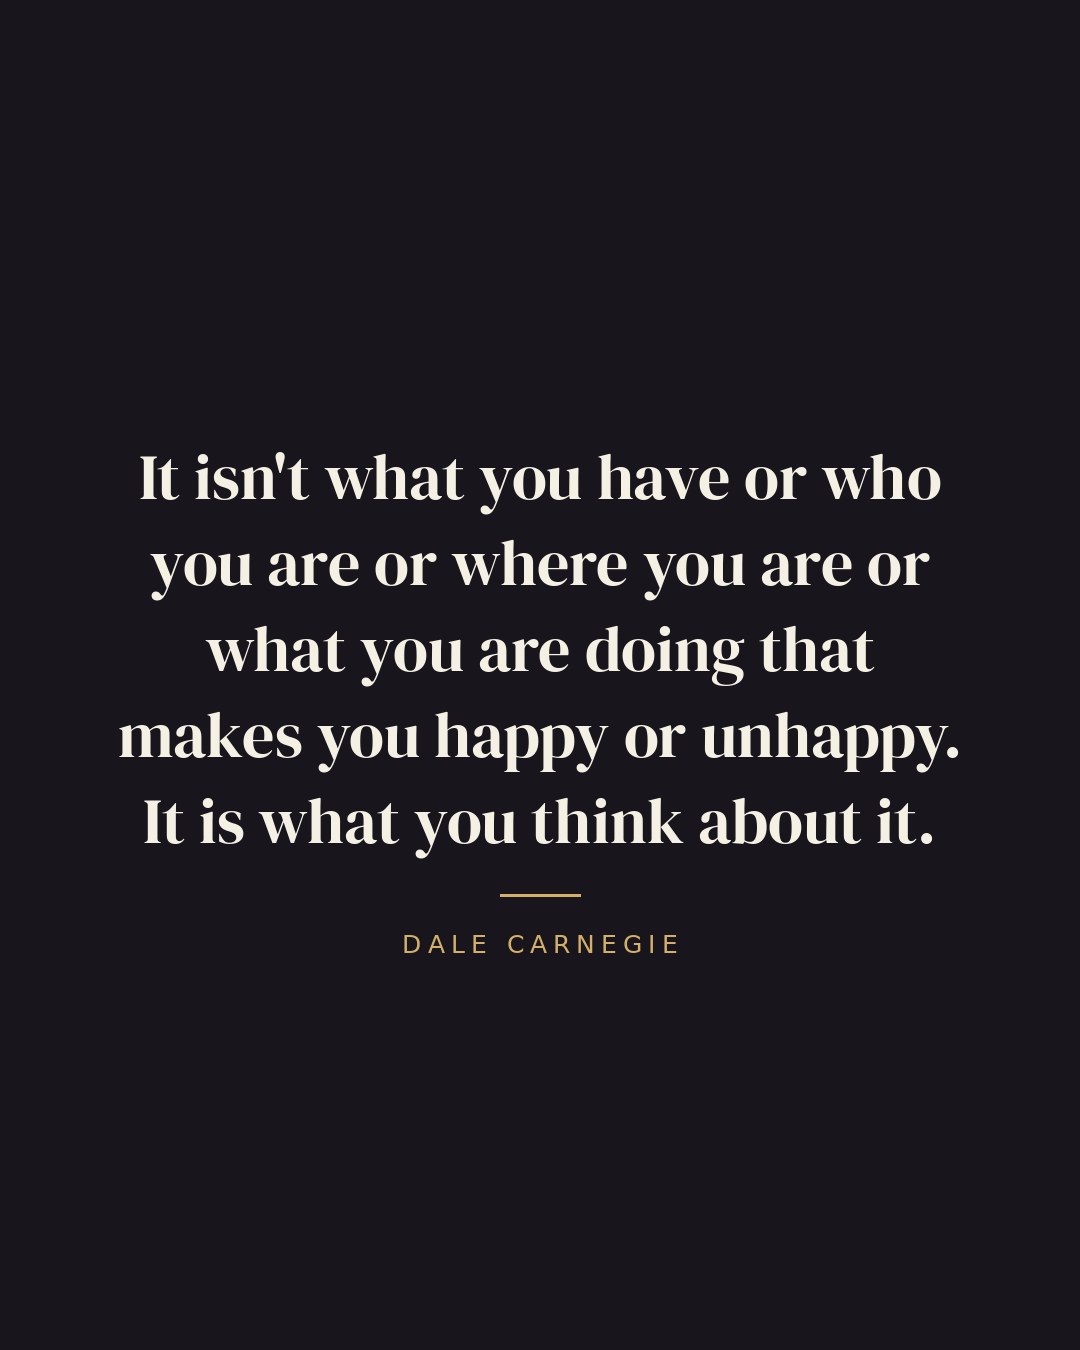 It isn't what you have or who
you are or where you are or
what you are doing that
makes you happy or unhappy.
It is what you think about it.
DALE CARNEGIE